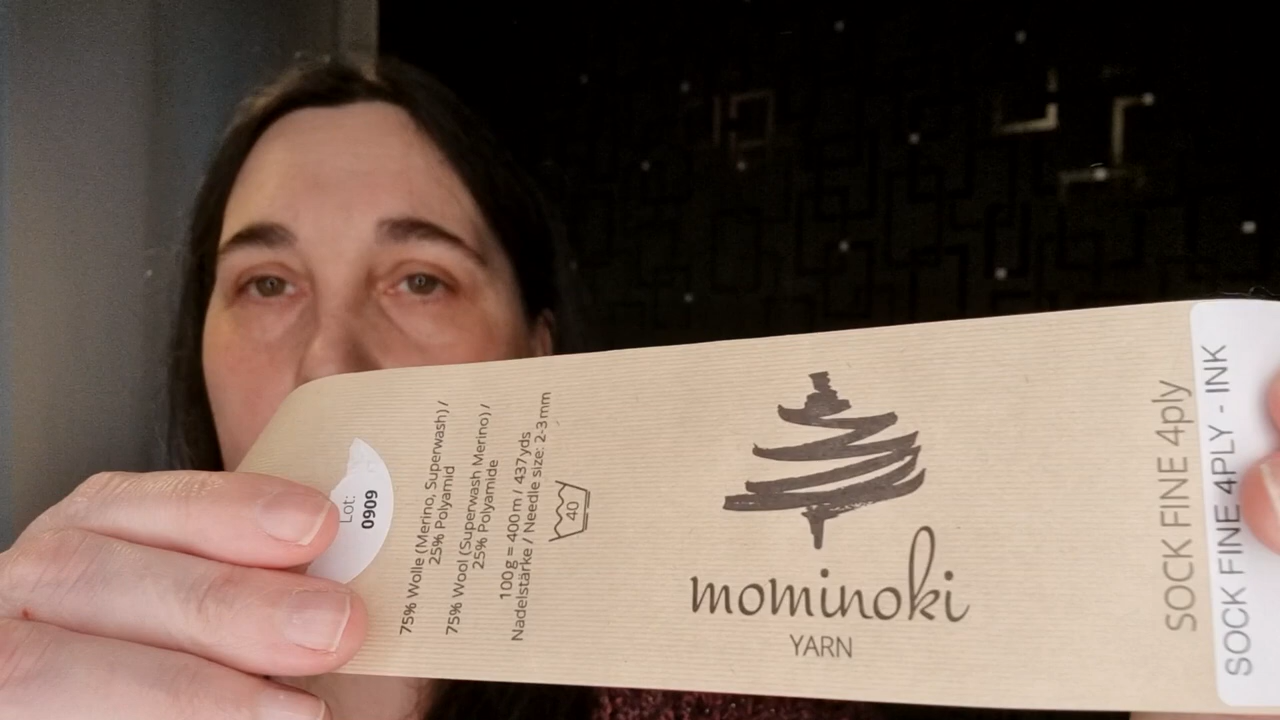 Lot:
0909
75% Wolle (Merino, Superwash) /
25% Polyamid
75% Wool (Superwash Merino) /
25% Polyamide
100g = 400m / 437yds
Nadelstärke / Needle size: 2-3mm
40
mominoki
YARN
SOCK FINE 4ply
SOCK FINE 4PLY - INK